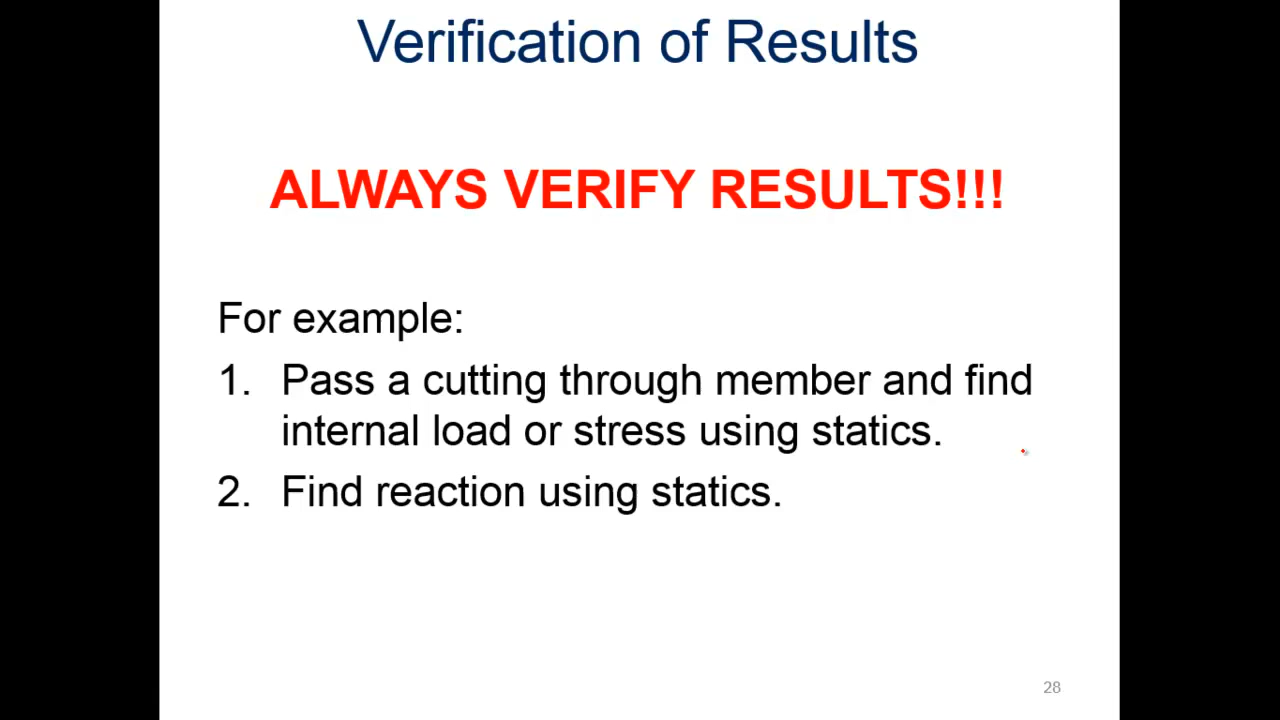 Verification of Results
ALWAYS VERIFY RESULTS!!!
For example:
1. Pass a cutting through member and find
internal load or stress using statics.
2. Find reaction using statics.
28